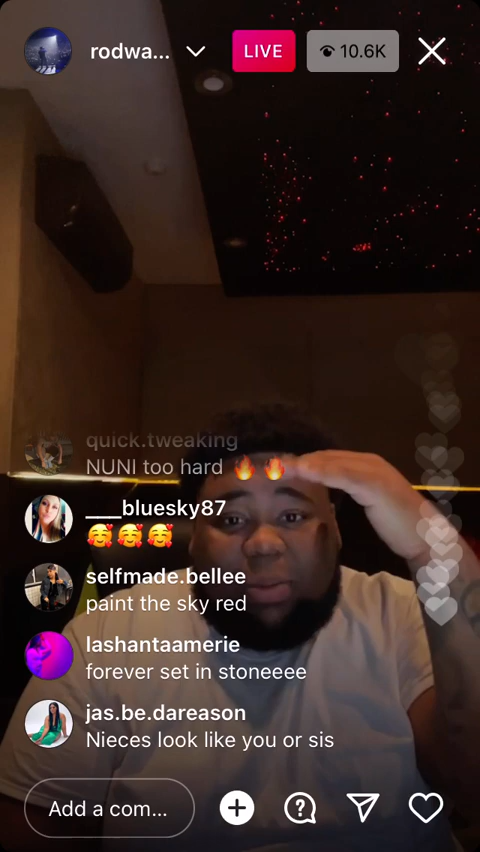 rodwa...
LIVE
10.6K
quick.tweaking
NUNI too hard 🔥 🔥
___bluesky87
🥰 🥰 🥰
selfmade.bellee
paint the sky red
lashantaamerie
forever set in stoneeee
jas.be.dareason
Nieces look like you or sis
Add a com...